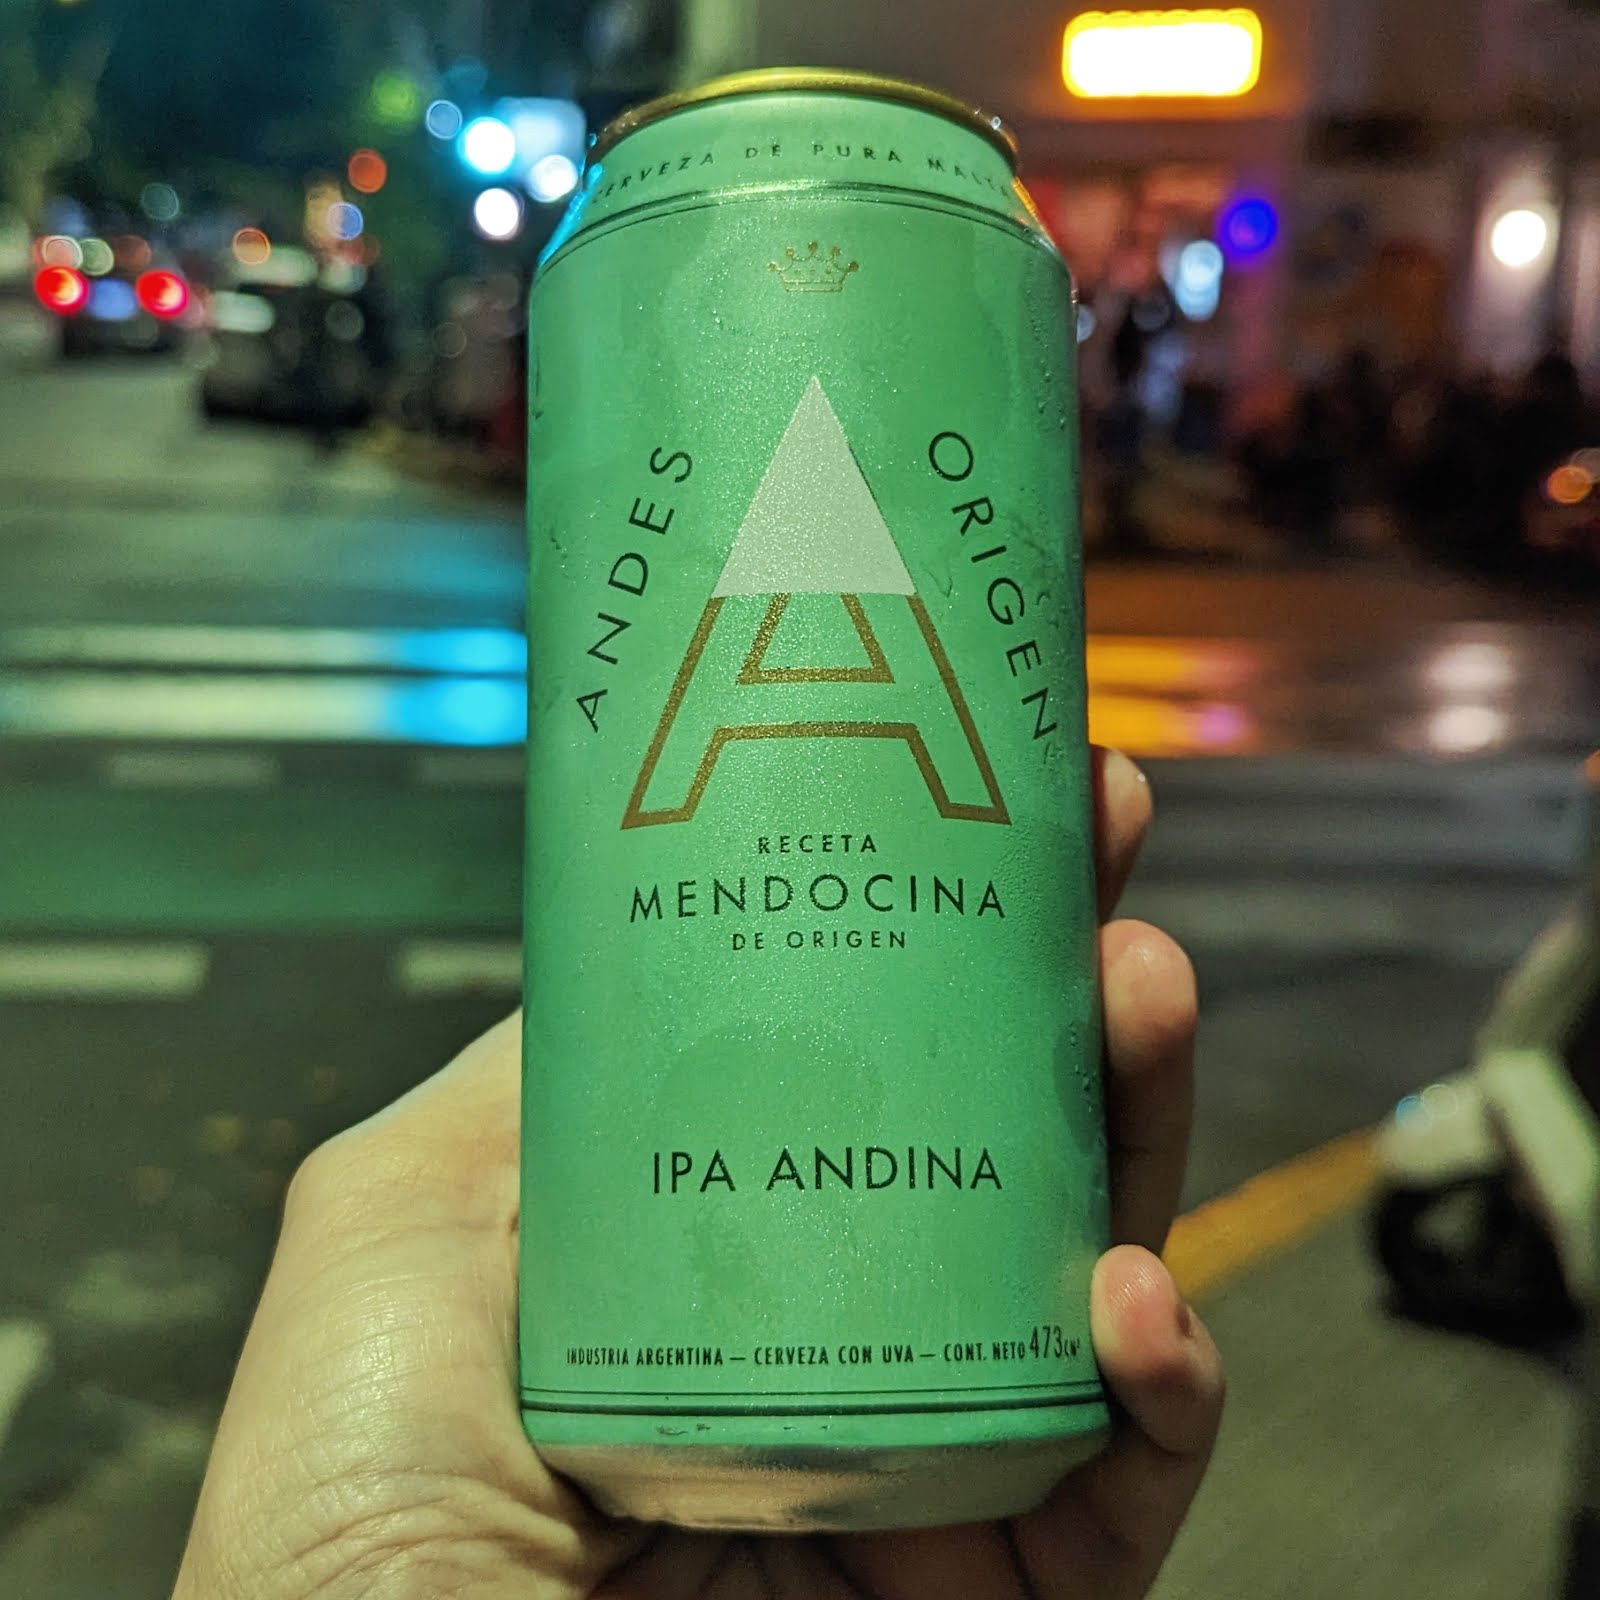 CERVEZA DE PURA MALTA
ANDES ORIGEN
RECETA
MENDOCINA
DE ORIGEN
IPA ANDINA
INDUSTRIA ARGENTINA — CERVEZA CON UVA — CONT. NETO 473 cm³